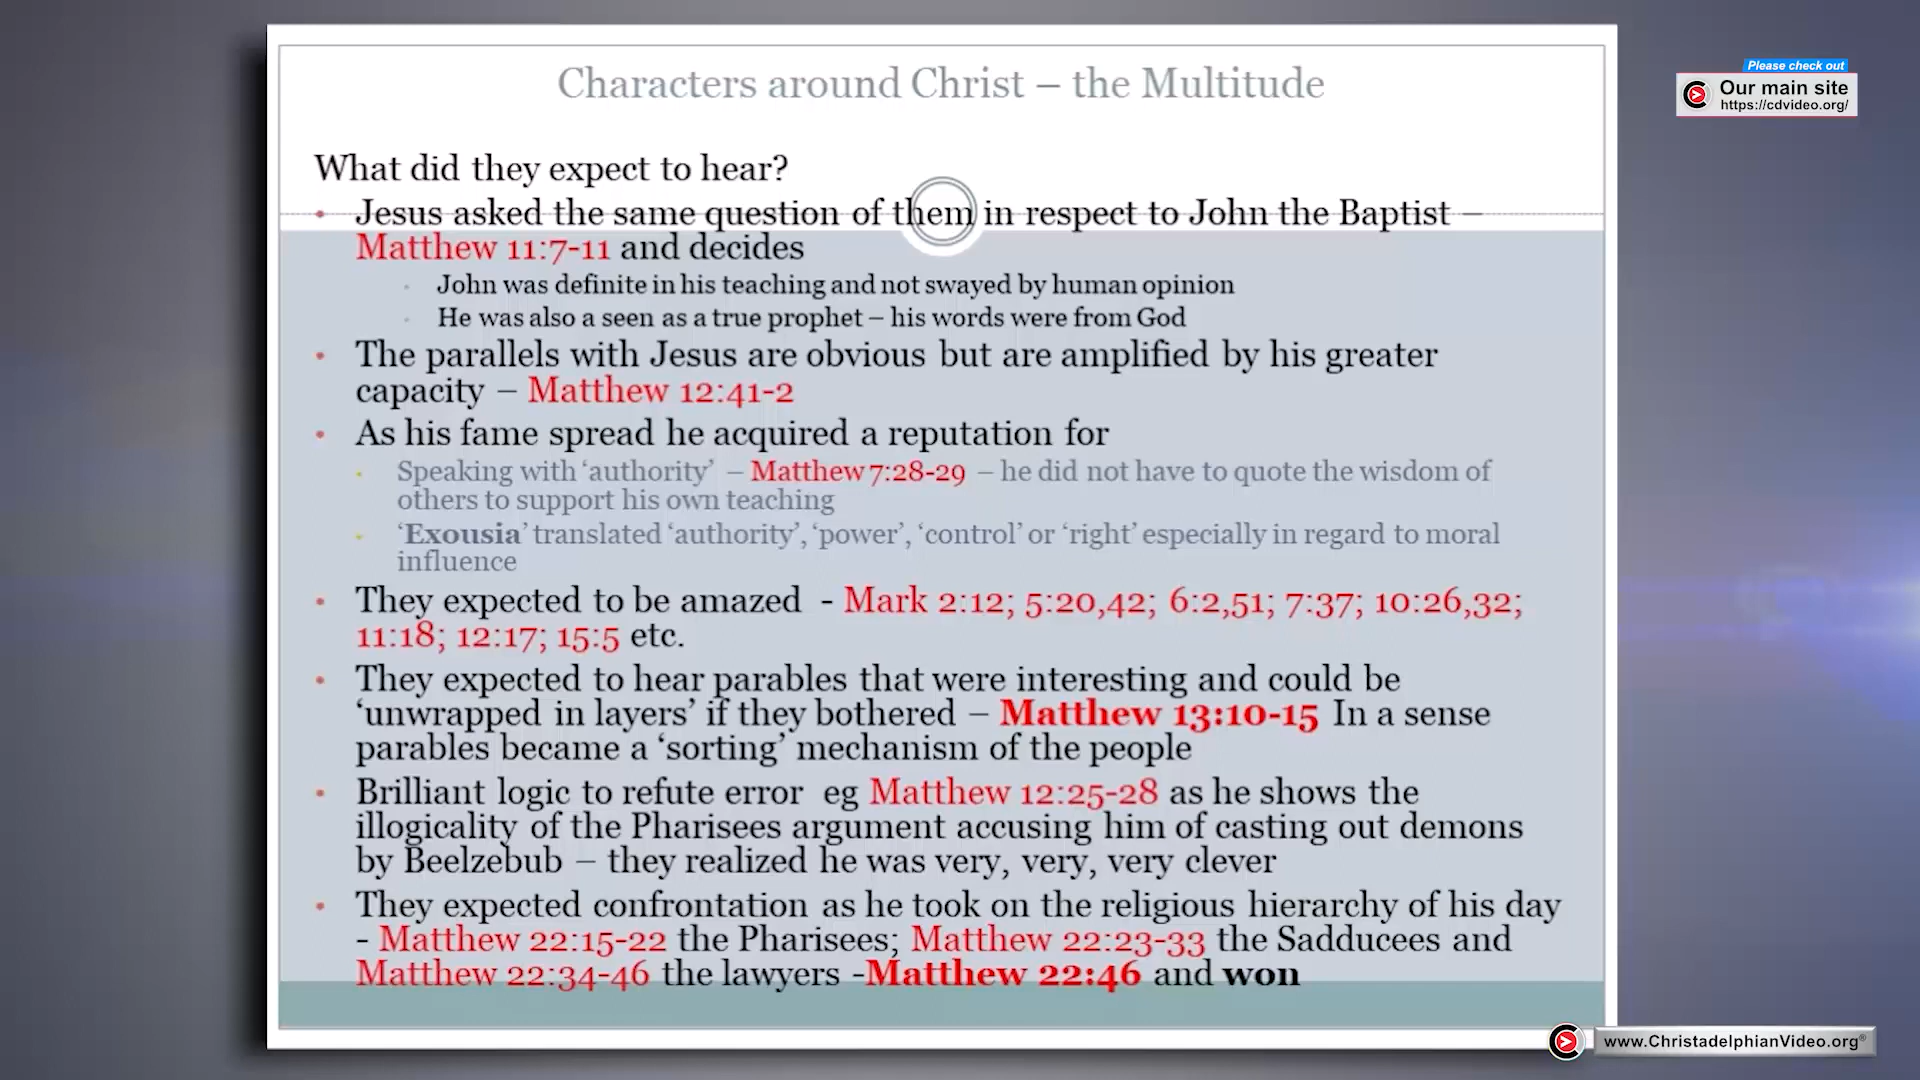 Characters around Christ – the Multitude
Please check out
Our main site
https://cdvideo.org/
What did they expect to hear?
• Jesus asked the same question of them in respect to John the Baptist –
Matthew 11:7-11 and decides
· John was definite in his teaching and not swayed by human opinion
· He was also a seen as a true prophet – his words were from God
• The parallels with Jesus are obvious but are amplified by his greater
capacity – Matthew 12:41-2
• As his fame spread he acquired a reputation for
· Speaking with ‘authority’ – Matthew 7:28-29 – he did not have to quote the wisdom of
others to support his own teaching
· ‘Exousia’ translated ‘authority’, ‘power’, ‘control’ or ‘right’ especially in regard to moral
influence
• They expected to be amazed - Mark 2:12; 5:20,42; 6:2,51; 7:37; 10:26,32;
11:18; 12:17; 15:5 etc.
• They expected to hear parables that were interesting and could be
‘unwrapped in layers’ if they bothered – Matthew 13:10-15 In a sense
parables became a ‘sorting’ mechanism of the people
• Brilliant logic to refute error eg Matthew 12:25-28 as he shows the
illogicality of the Pharisees argument accusing him of casting out demons
by Beelzebub – they realized he was very, very, very clever
• They expected confrontation as he took on the religious hierarchy of his day
- Matthew 22:15-22 the Pharisees; Matthew 22:23-33 the Sadducees and
Matthew 22:34-46 the lawyers -Matthew 22:46 and won
www.ChristadelphianVideo.org®